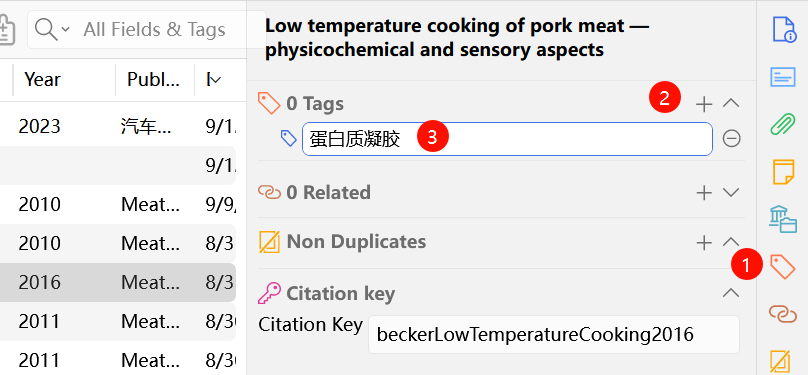 All Fields & Tags
Low temperature cooking of pork meat —
physicochemical and sensory aspects
Year Publ...
0 Tags 2
2023 汽车... 9/1.
蛋白质凝胶 3
9/1.
2010 Meat... 9/9,
0 Related
2010 Meat... 8/3
Non Duplicates
1
2016 Meat... 8/3
Citation key
2011 Meat... 8/30
Citation Key beckerLowTemperatureCooking2016
2011 Meat... 8/30